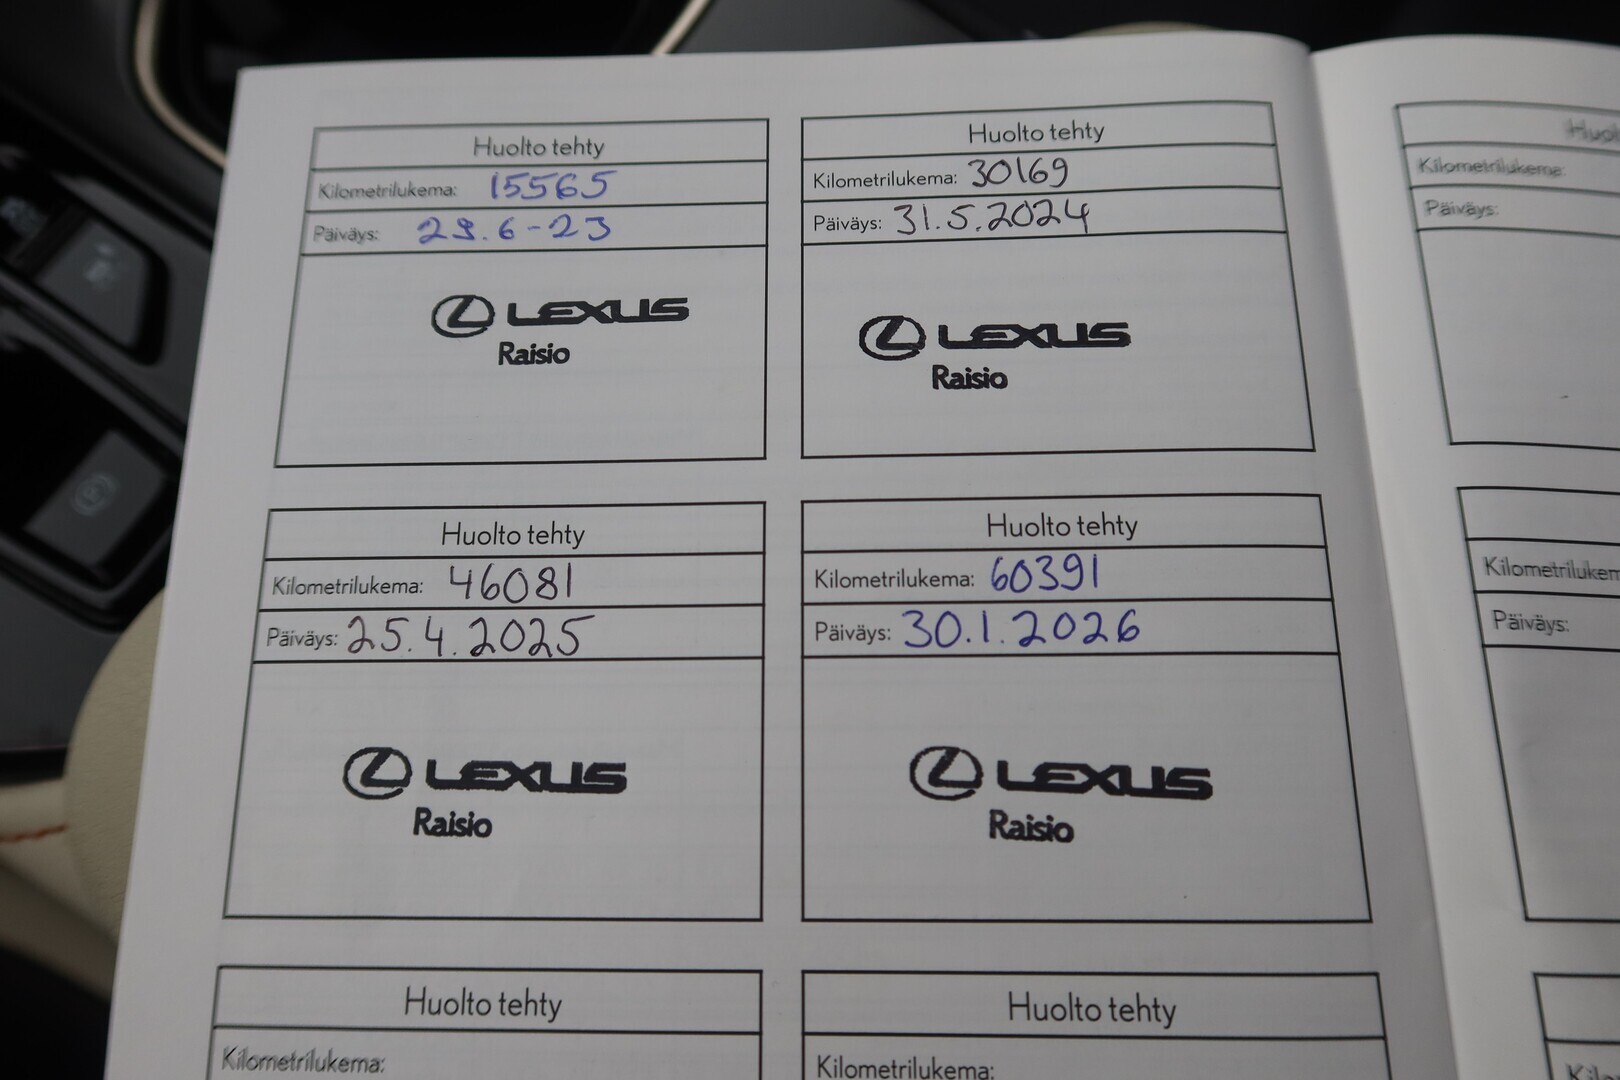 Huolto tehty
Kilometrilukema: 15565
Päiväys: 29.6-23
LEXUS
Raisio
Huolto tehty
Kilometrilukema: 30169
Päiväys: 31.5.2024
LEXUS
Raisio
Huolto tehty
Kilometrilukema: 46081
Päiväys: 25.4.2025
LEXUS
Raisio
Huolto tehty
Kilometrilukema: 60391
Päiväys: 30.1.2026
LEXUS
Raisio
Huolto tehty
Kilometrilukema:
Huolto tehty
Kilometrilukema:
Kilometrilukema:
Päiväys:
Päiväys: